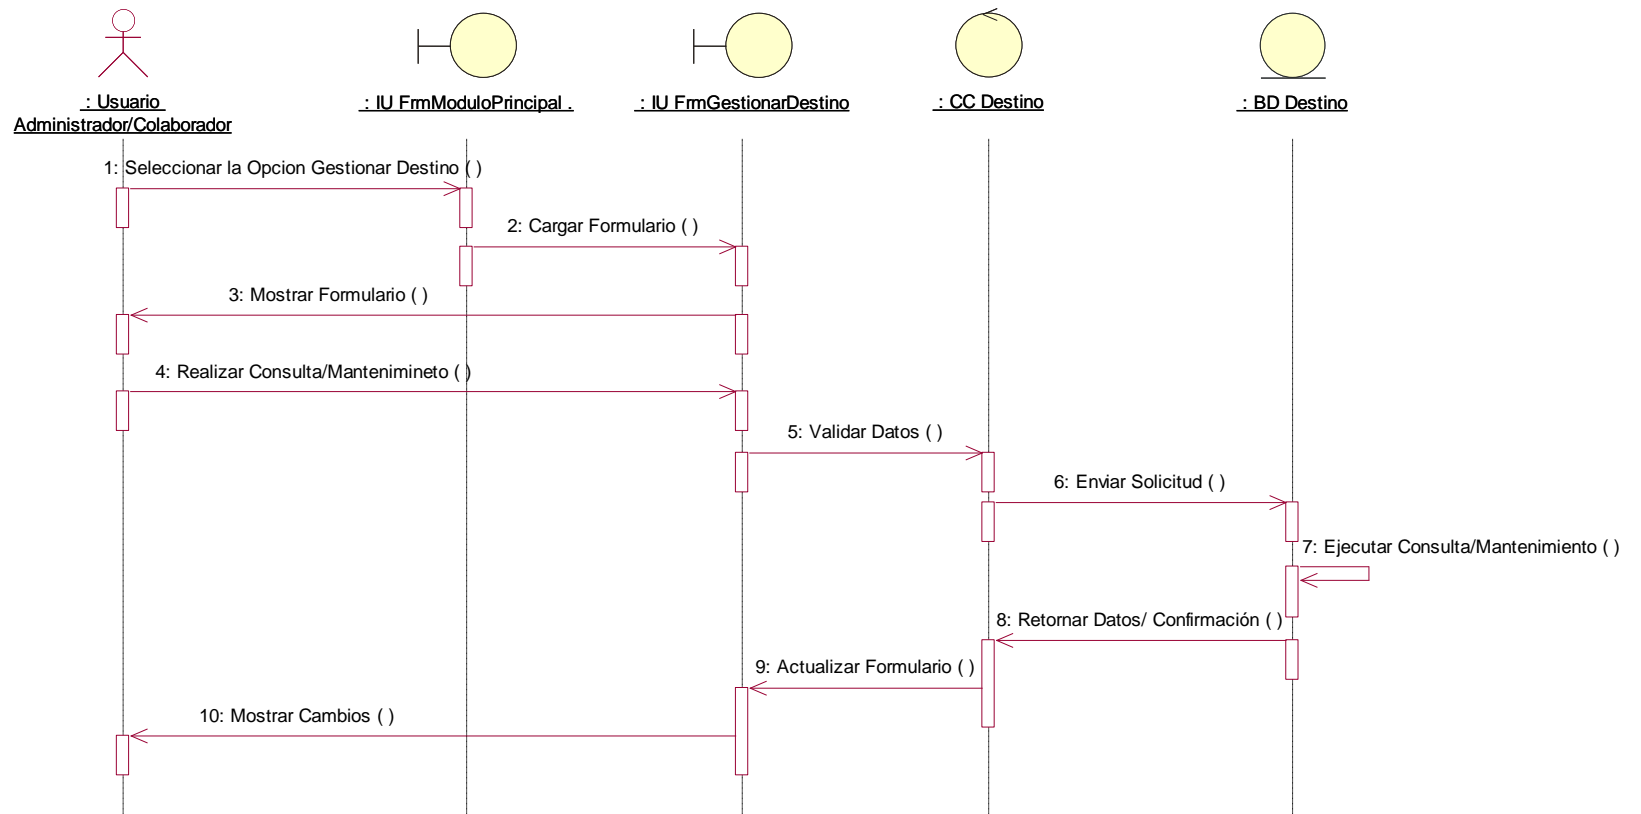 : Usuario
Administrador/Colaborador
: IU FrmModuloPrincipal .
: IU FrmGestionarDestino
: CC Destino
: BD Destino
1: Seleccionar la Opcion Gestionar Destino ( )
2: Cargar Formulario ( )
3: Mostrar Formulario ( )
4: Realizar Consulta/Mantenimineto ( )
5: Validar Datos ( )
6: Enviar Solicitud ( )
7: Ejecutar Consulta/Mantenimiento ( )
8: Retornar Datos/ Confirmación ( )
9: Actualizar Formulario ( )
10: Mostrar Cambios ( )